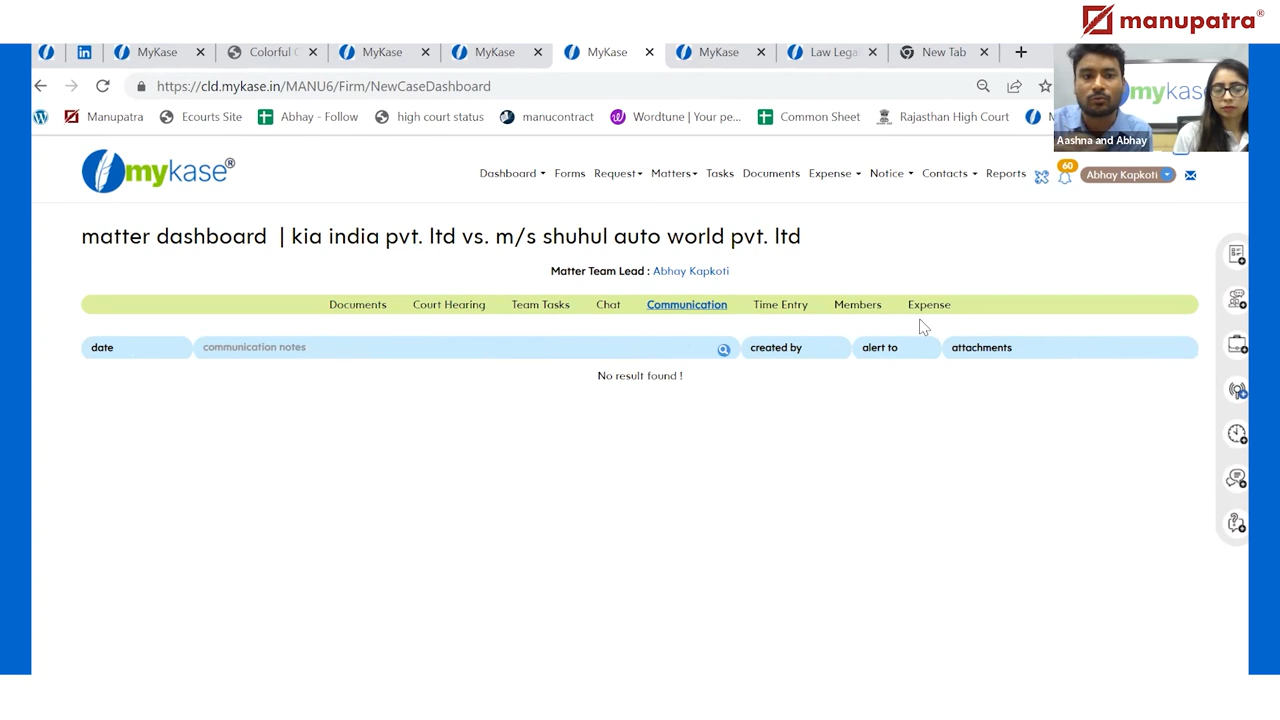 manupatra®
MyKase
Colorful C
MyKase
MyKase
MyKase
MyKase
Law Lega
New Tab
https://cld.mykase.in/MANU6/Firm/NewCaseDashboard
Manupatra
Ecourts Site
Abhay - Follow
high court status
manucontract
Wordtune | Your pe...
Common Sheet
Rajasthan High Court
mykas
Aashna and Abhay
mykase®
Dashboard
Forms
Request
Matters
Tasks
Documents
Expense
Notice
Contacts
Reports
60
Abhay Kapkoti
matter dashboard | kia india pvt. ltd vs. m/s shuhul auto world pvt. ltd
Matter Team Lead : Abhay Kapkoti
Documents
Court Hearing
Team Tasks
Chat
Communication
Time Entry
Members
Expense
date
communication notes
created by
alert to
attachments
No result found !